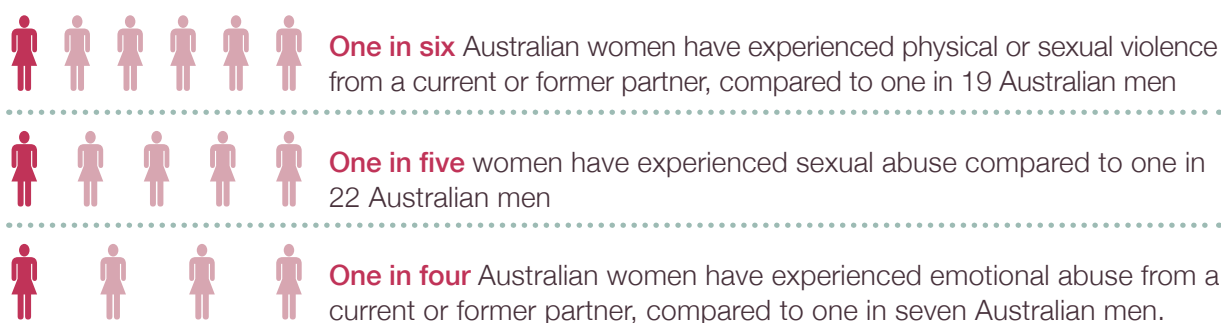 One in six Australian women have experienced physical or sexual violence
from a current or former partner, compared to one in 19 Australian men
One in five women have experienced sexual abuse compared to one in
22 Australian men
One in four Australian women have experienced emotional abuse from a
current or former partner, compared to one in seven Australian men.